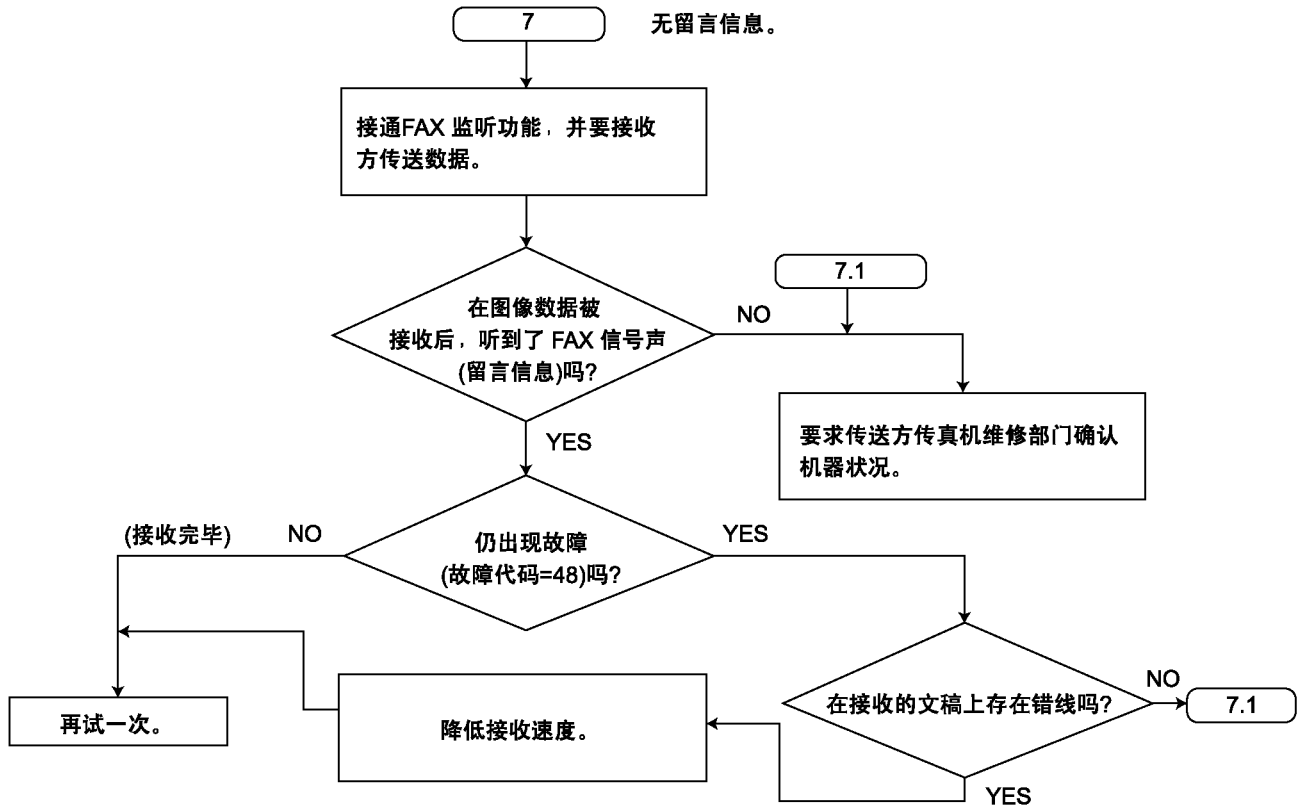 7
无留言信息。
接通FAX 监听功能，并要接收
方传送数据。
7.1
在图像数据被
接收后，听到了 FAX 信号声
(留言信息)吗?
NO
要求传送方传真机维修部门确认
机器状况。
YES
(接收完毕)
NO
仍出现故障
(故障代码=48)吗?
YES
在接收的文稿上存在错线吗?
NO
7.1
再试一次。
降低接收速度。
YES